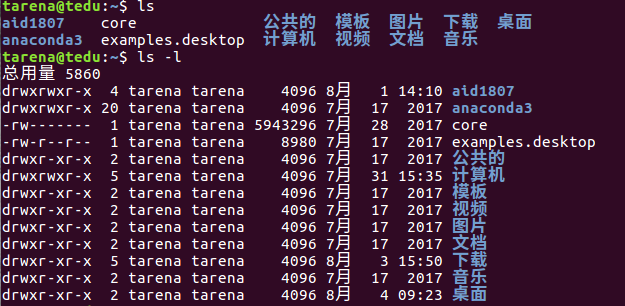 tarena@tedu:~$ ls
aid1807    core              公共的  模板  图片  下载  桌面
anaconda3  examples.desktop  计算机  视频  文档  音乐
tarena@tedu:~$ ls -l
总用量 5860
drwxrwxr-x  4 tarena tarena    4096 8月   1 14:10 aid1807
drwxrwxr-x 20 tarena tarena    4096 7月  17  2017 anaconda3
-rw-------  1 tarena tarena 5943296 7月  28  2017 core
-rw-r--r--  1 tarena tarena    8980 7月  17  2017 examples.desktop
drwxr-xr-x  2 tarena tarena    4096 7月  17  2017 公共的
drwxrwxr-x  5 tarena tarena    4096 7月  31 15:35 计算机
drwxr-xr-x  2 tarena tarena    4096 7月  17  2017 模板
drwxr-xr-x  2 tarena tarena    4096 7月  17  2017 视频
drwxr-xr-x  2 tarena tarena    4096 7月  17  2017 图片
drwxr-xr-x  2 tarena tarena    4096 7月  17  2017 文档
drwxr-xr-x  5 tarena tarena    4096 8月   3 15:50 下载
drwxr-xr-x  2 tarena tarena    4096 7月  17  2017 音乐
drwxr-xr-x  2 tarena tarena    4096 8月   4 09:23 桌面